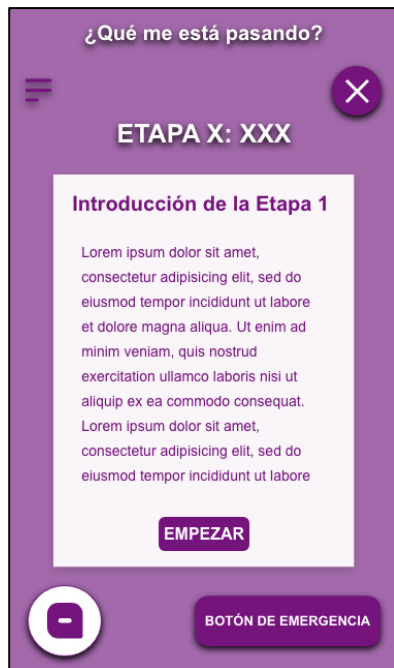 ¿Qué me está pasando?
ETAPA X: XXX
Introducción de la Etapa 1
Lorem ipsum dolor sit amet,
consectetur adipisicing elit, sed do
eiusmod tempor incididunt ut labore
et dolore magna aliqua. Ut enim ad
minim veniam, quis nostrud
exercitation ullamco laboris nisi ut
aliquip ex ea commodo consequat.
Lorem ipsum dolor sit amet,
consectetur adipisicing elit, sed do
eiusmod tempor incididunt ut labore
EMPEZAR
BOTÓN DE EMERGENCIA